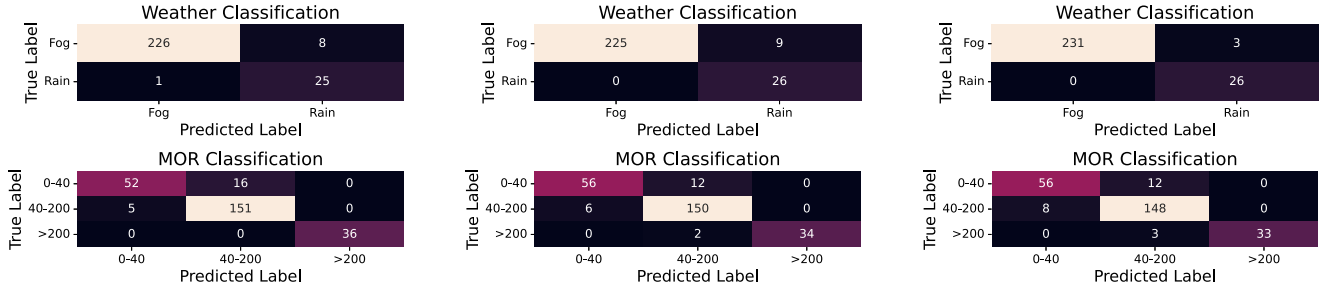 Weather Classification
True Label
Fog 226 8
Rain 1 25
Fog Rain
Predicted Label
MOR Classification
True Label
0–40 52 16 0
40–200 5 151 0
>200 0 0 36
0–40 40–200 >200
Predicted Label
Weather Classification
True Label
Fog 225 9
Rain 0 26
Fog Rain
Predicted Label
MOR Classification
True Label
0–40 56 12 0
40–200 6 150 0
>200 0 2 34
0–40 40–200 >200
Predicted Label
Weather Classification
True Label
Fog 231 3
Rain 0 26
Fog Rain
Predicted Label
MOR Classification
True Label
0–40 56 12 0
40–200 8 148 0
>200 0 3 33
0–40 40–200 >200
Predicted Label